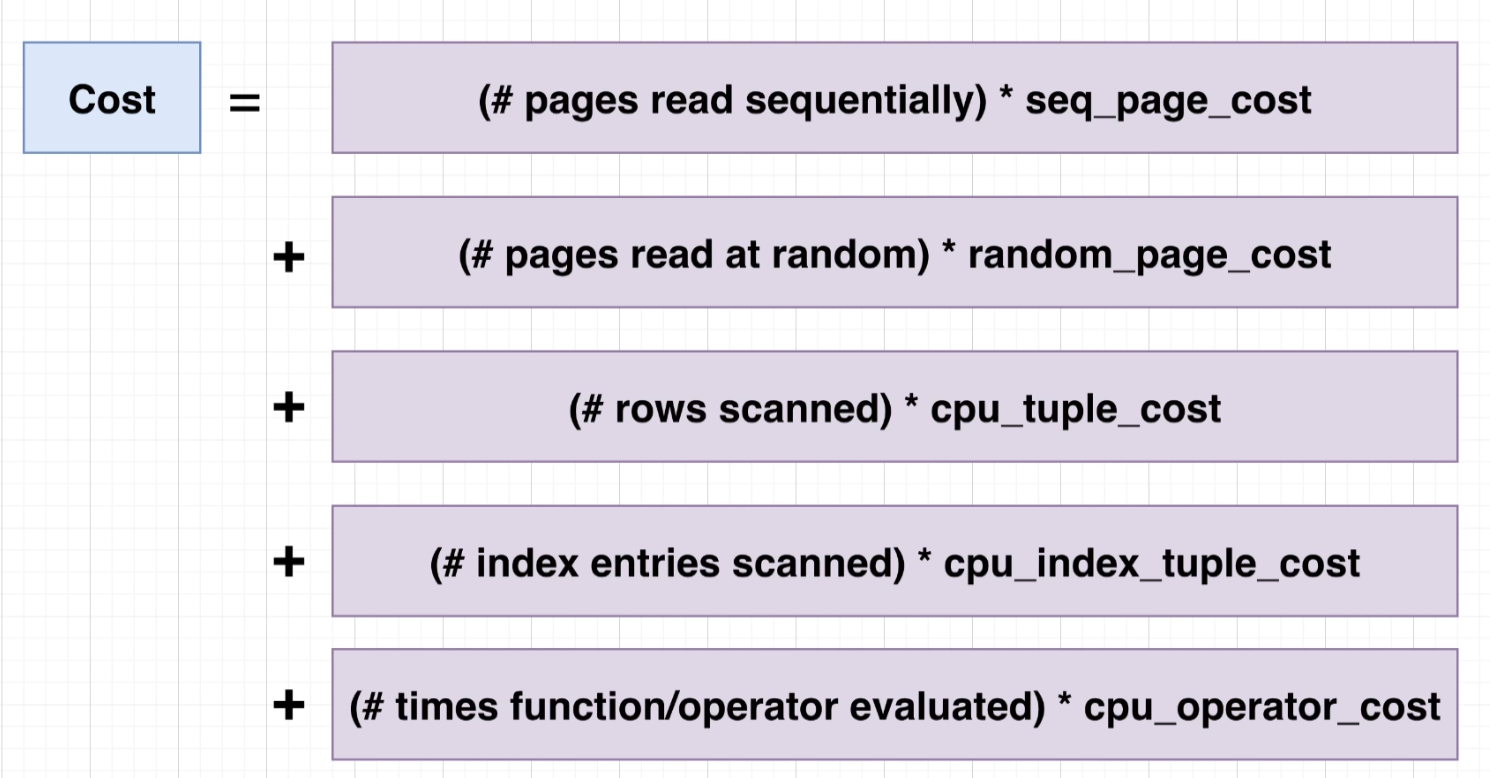 Cost = (# pages read sequentially) * seq_page_cost
+ (# pages read at random) * random_page_cost
+ (# rows scanned) * cpu_tuple_cost
+ (# index entries scanned) * cpu_index_tuple_cost
+ (# times function/operator evaluated) * cpu_operator_cost